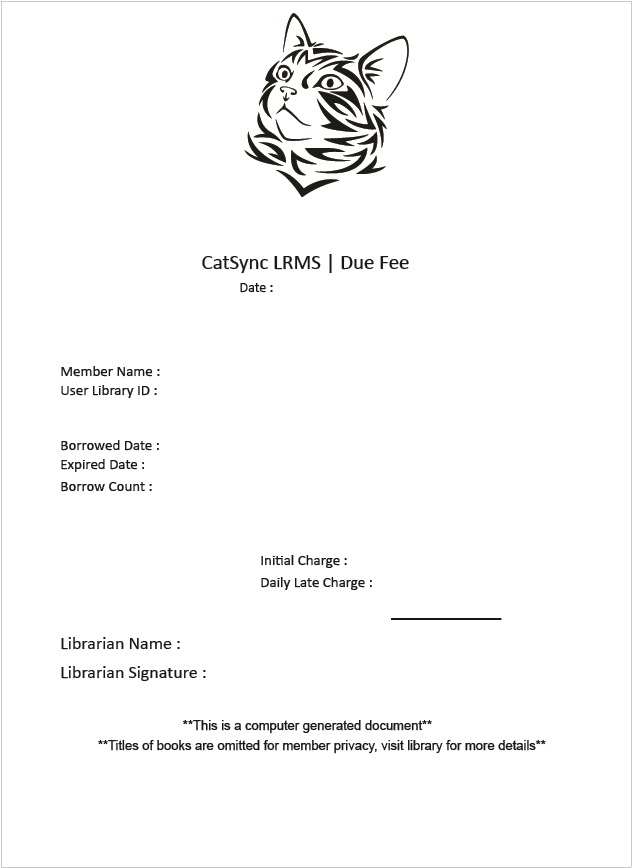 CatSync LRMS | Due Fee
Date :
Member Name :
User Library ID :
Borrowed Date :
Expired Date :
Borrow Count :
Initial Charge :
Daily Late Charge :
Librarian Name :
Librarian Signature :
**This is a computer generated document**
**Titles of books are omitted for member privacy, visit library for more details**